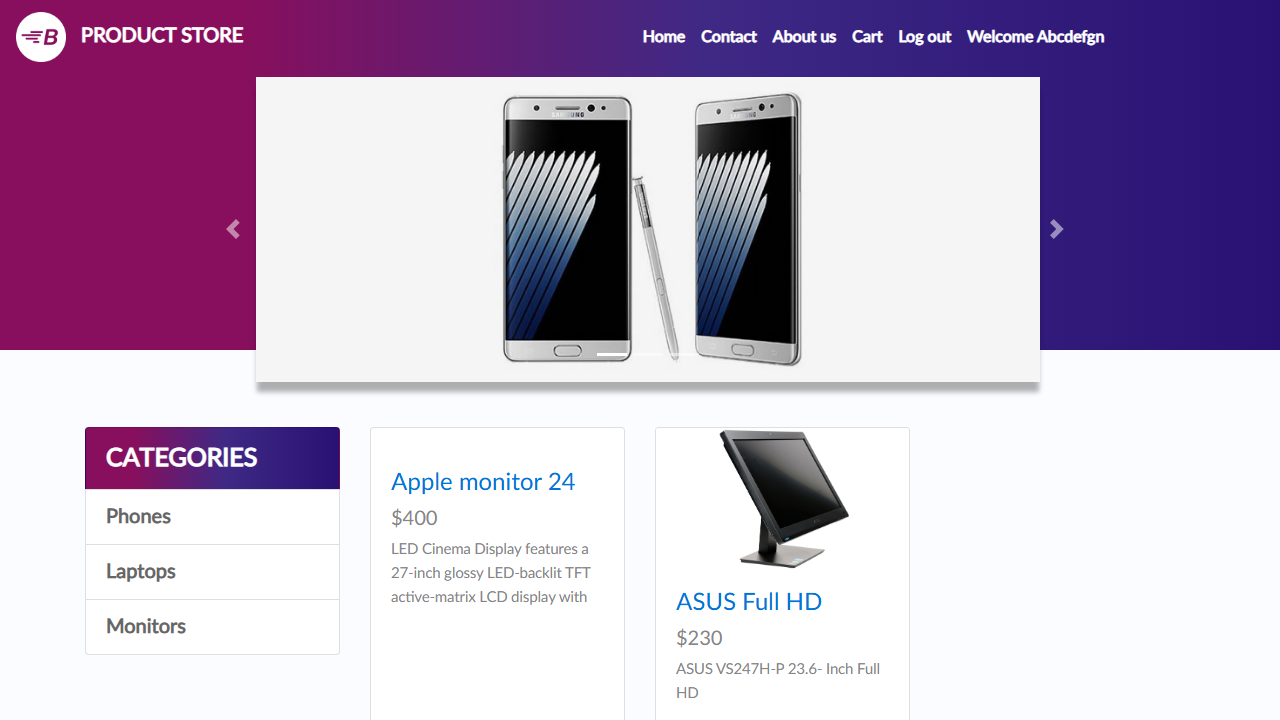 B PRODUCT STORE
Home Contact About us Cart Log out Welcome Abcdefgn
SAMSUNG
SAMSUNG
CATEGORIES
Phones
Laptops
Monitors
Apple monitor 24
$400
LED Cinema Display features a
27-inch glossy LED-backlit TFT
active-matrix LCD display with
ASUS Full HD
$230
ASUS VS247H-P 23.6- Inch Full
HD